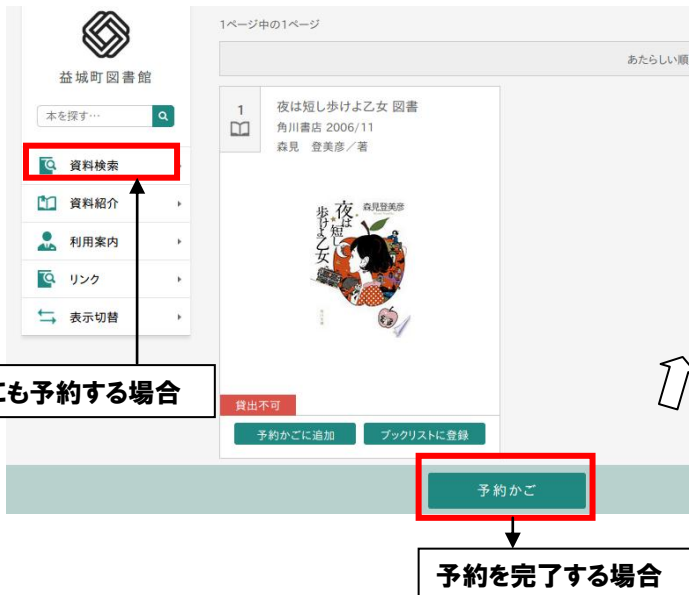 益城町図書館
本を探す…
資料検索
資料紹介
利用案内
リンク
表示切替
1ページ中の1ページ
あたらしい順
1
夜は短し歩けよ乙女 図書
角川書店 2006/11
森見 登美彦／著
森見登美彦
夜は短し
歩けよ乙女
貸出不可
予約かごに追加
ブックリストに登録
にも予約する場合
予約かご
予約を完了する場合